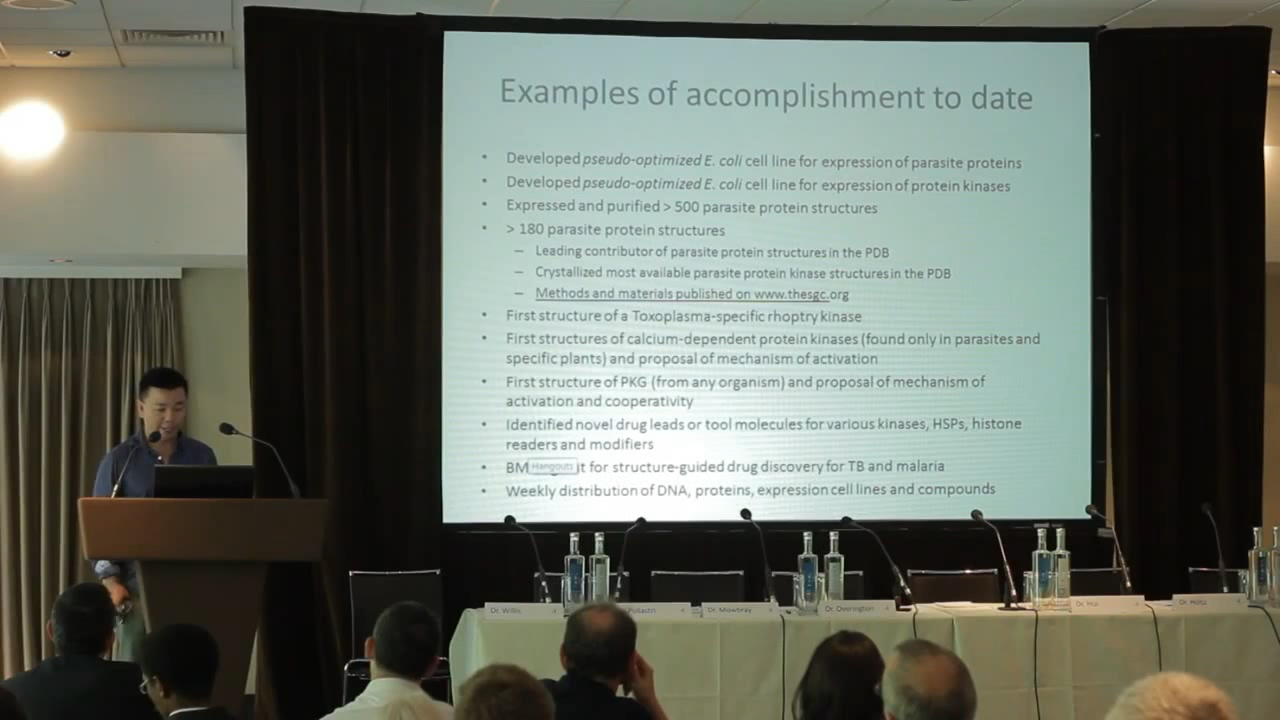 Examples of accomplishment to date
• Developed pseudo-optimized E. coli cell line for expression of parasite proteins
• Developed pseudo-optimized E. coli cell line for expression of protein kinases
• Expressed and purified > 500 parasite protein structures
• > 180 parasite protein structures
– Leading contributor of parasite protein structures in the PDB
– Crystallized most available parasite protein kinase structures in the PDB
– Methods and materials published on www.thesgc.org
• First structure of a Toxoplasma-specific rhoptry kinase
• First structures of calcium-dependent protein kinases (found only in parasites and
specific plants) and proposal of mechanism of activation
• First structure of PKG (from any organism) and proposal of mechanism of
activation and cooperativity
• Identified novel drug leads or tool molecules for various kinases, HSPs, histone
readers and modifiers
• BM Hangouts it for structure-guided drug discovery for TB and malaria
• Weekly distribution of DNA, proteins, expression cell lines and compounds
Dr. Willis
Pollastri
Dr. Mowbray
Dr. Overington
Dr. Hui